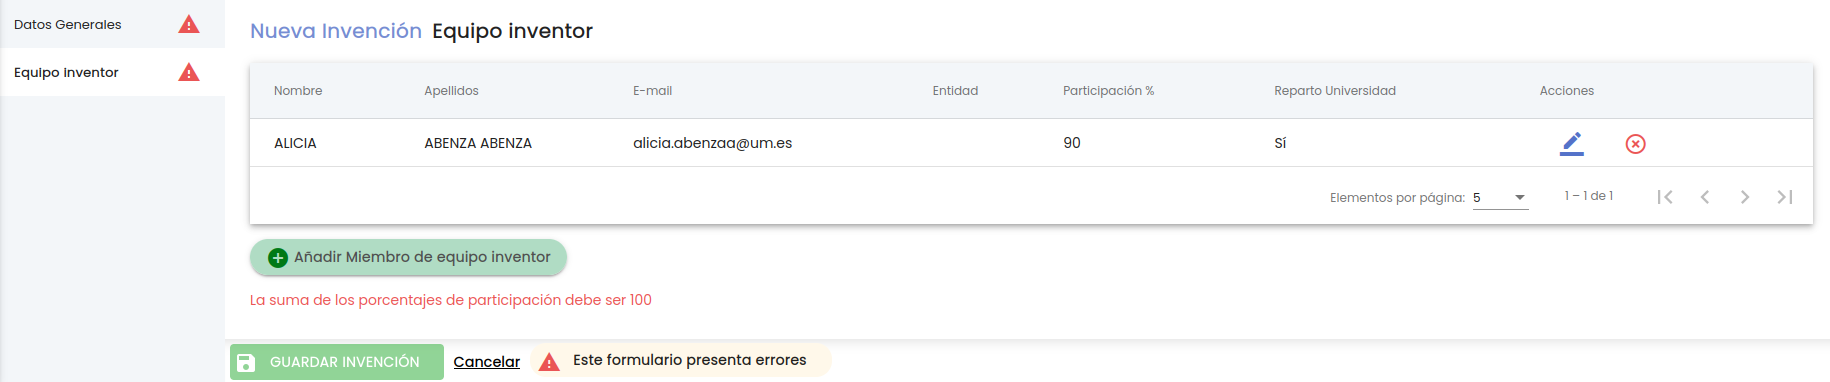 Datos Generales
Equipo Inventor
Nueva Invención Equipo inventor
Nombre Apellidos E-mail Entidad Participación % Reparto Universidad Acciones
ALICIA ABENZA ABENZA alicia.abenzaa@um.es 90 Sí
Elementos por página: 5 1 – 1 de 1
Añadir Miembro de equipo inventor
La suma de los porcentajes de participación debe ser 100
GUARDAR INVENCIÓN Cancelar Este formulario presenta errores